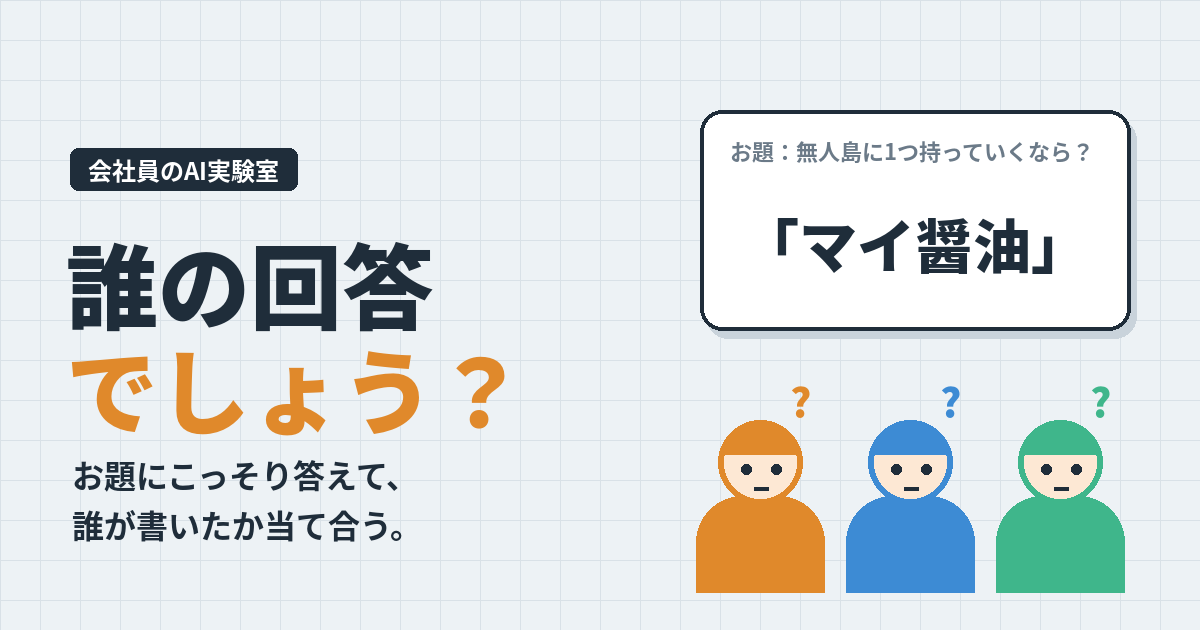 会社員のAI実験室
誰の回答
でしょう？
お題にこっそり答えて、
誰が書いたか当て合う。
お題：無人島に1つ持っていくなら？
「マイ醤油」
? ? ?